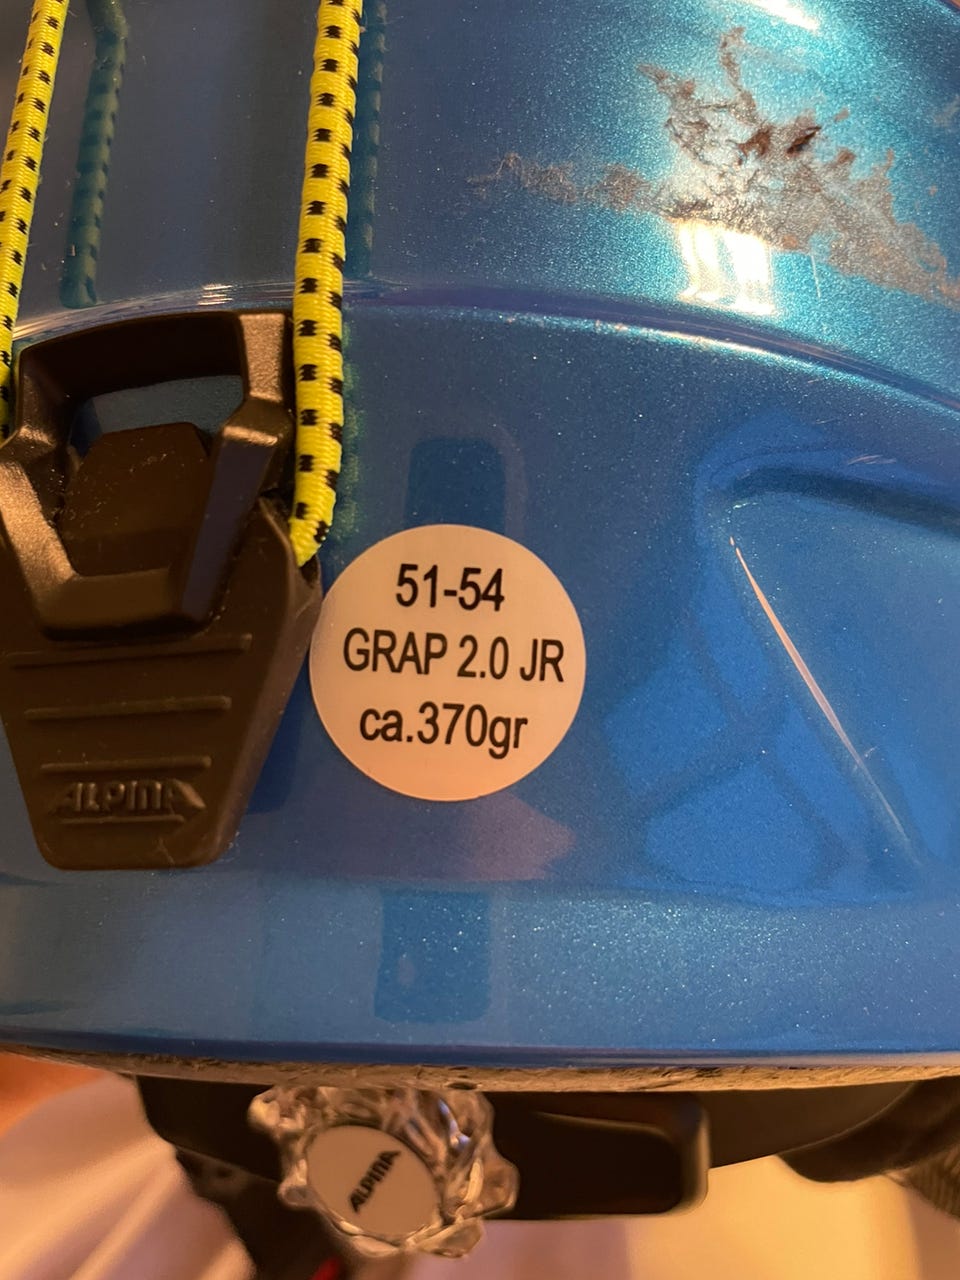 51-54
GRAP 2.0 JR
ca.370gr
ALPINA
ALPINA